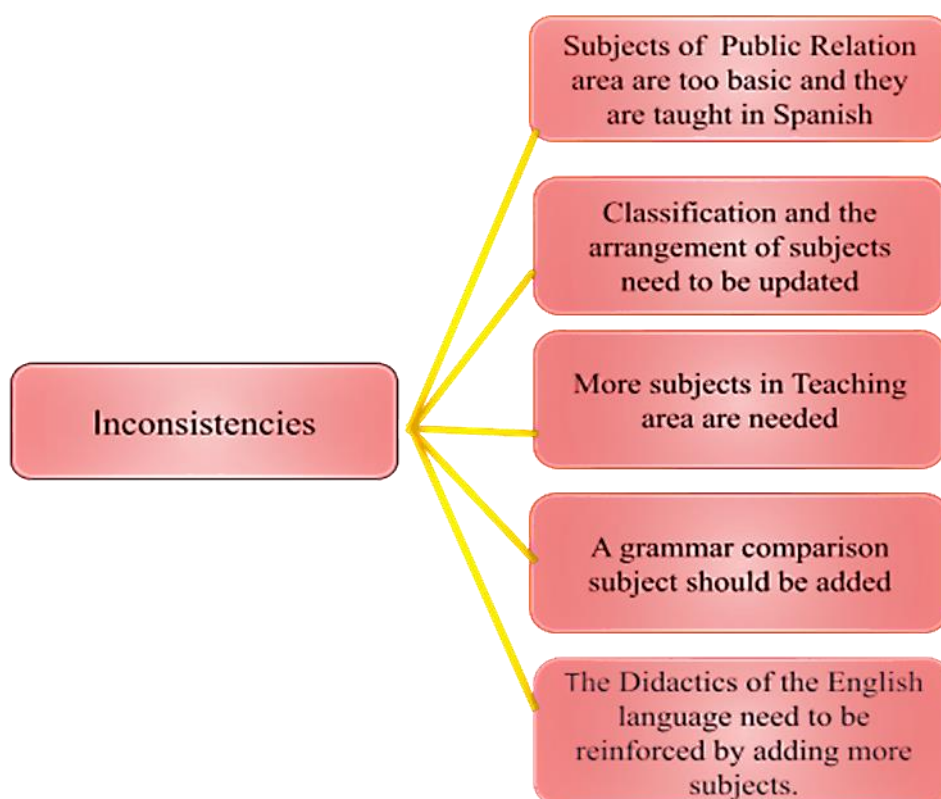 Subjects of Public Relation
area are too basic and they
are taught in Spanish
Classification and the
arrangement of subjects
need to be updated
Inconsistencies
More subjects in Teaching
area are needed
A grammar comparison
subject should be added
The Didactics of the English
language need to be
reinforced by adding more
subjects.